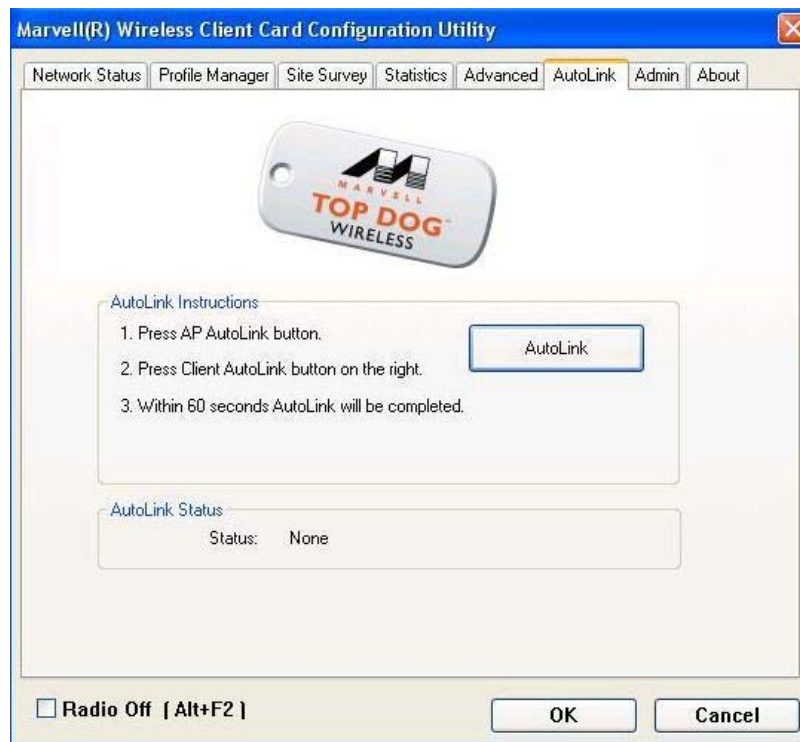 Marvell(R) Wireless Client Card Configuration Utility
Network Status Profile Manager Site Survey Statistics Advanced AutoLink Admin About
MARVELL
TOP DOG™
WIRELESS
AutoLink Instructions
1. Press AP AutoLink button.
AutoLink
2. Press Client AutoLink button on the right.
3. Within 60 seconds AutoLink will be completed.
AutoLink Status
Status: None
Radio Off [ Alt+F2 ]
OK
Cancel